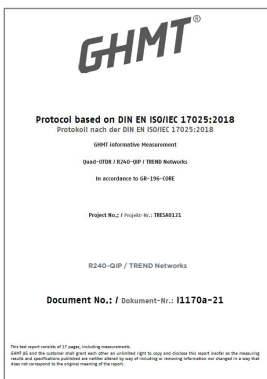 GHMT®
Protocol based on DIN EN ISO/IEC 17025:2018
Protokoll nach der DIN EN ISO/IEC 17025:2018
GHMT Informative Measurement
Quad-OTDR / R240-QIP / TREND Networks
In accordance to GR-196-CORE
Project No.: / Projekt-Nr.: TRESA0121
R240-QIP / TREND Networks
Document No.: / Dokument-Nr.: I1170a-21
This test report consists of 17 pages, including measurements.
GHMT AG and the customer shall grant each other an unlimited right to copy and disclose this report insofar as the measuring
results and specifications published are neither altered by way of including or removing information nor changed in a way that
does not correspond to the original meaning of the report.